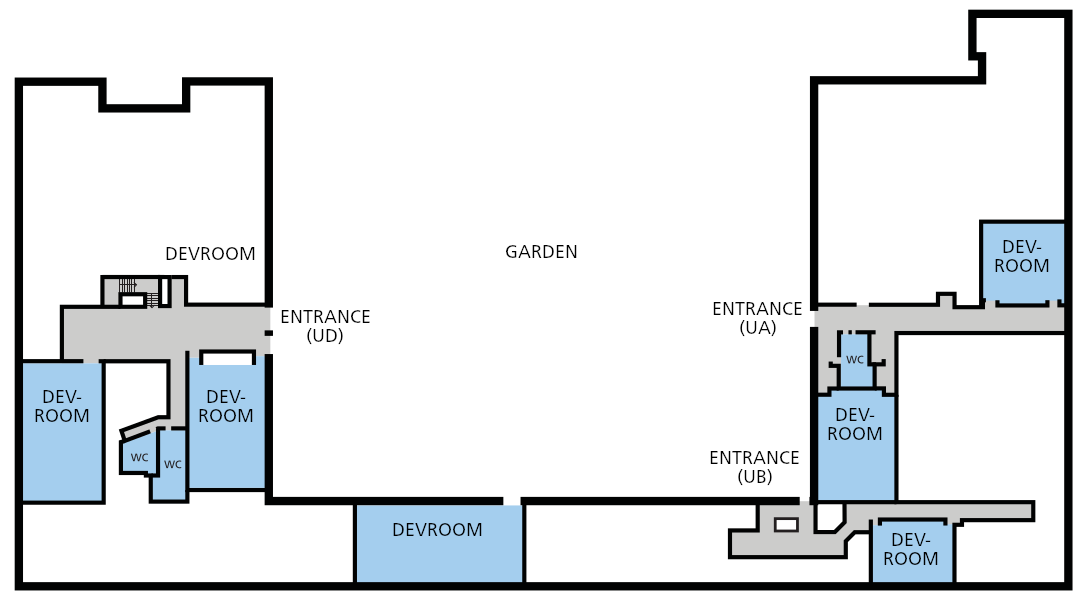 DEVROOM
GARDEN
DEV-
ROOM
ENTRANCE
(UD)
ENTRANCE
(UA)
WC
DEV-
ROOM
DEV-
ROOM
DEV-
ROOM
WC
WC
ENTRANCE
(UB)
DEVROOM
DEV-
ROOM